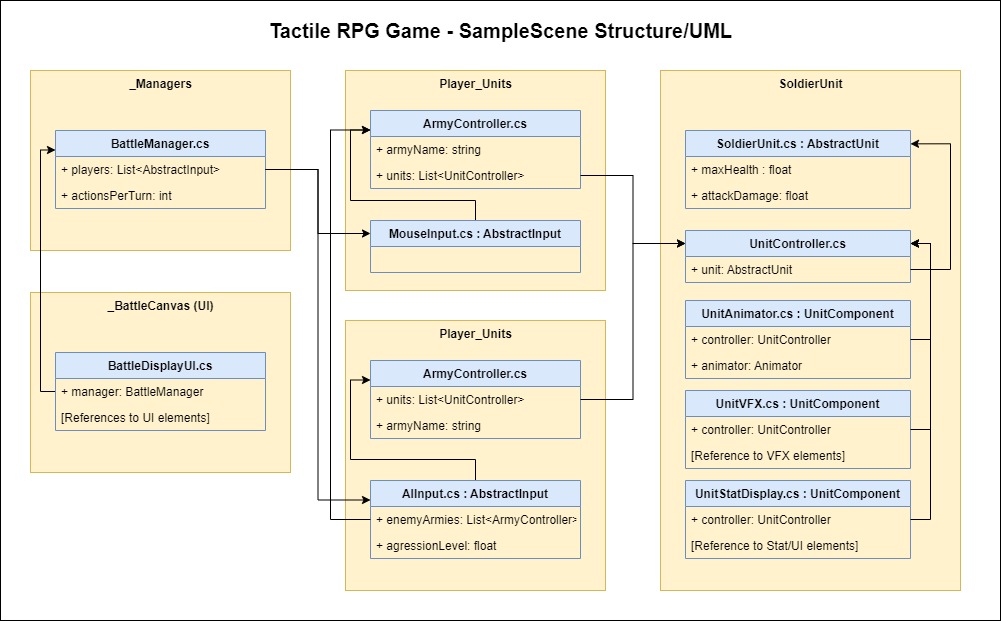 Tactile RPG Game - SampleScene Structure/UML
_Managers
BattleManager.cs
+ players: List<AbstractInput>
+ actionsPerTurn: int
_BattleCanvas (UI)
BattleDisplayUI.cs
+ manager: BattleManager
[References to UI elements]
Player_Units
ArmyController.cs
+ armyName: string
+ units: List<UnitController>
MouseInput.cs : AbstractInput
Player_Units
ArmyController.cs
+ units: List<UnitController>
+ armyName: string
AIInput.cs : AbstractInput
+ enemyArmies: List<ArmyController>
+ agressionLevel: float
SoldierUnit
SoldierUnit.cs : AbstractUnit
+ maxHealth : float
+ attackDamage: float
UnitController.cs
+ unit: AbstractUnit
UnitAnimator.cs : UnitComponent
+ controller: UnitController
+ animator: Animator
UnitVFX.cs : UnitComponent
+ controller: UnitController
[Reference to VFX elements]
UnitStatDisplay.cs : UnitComponent
+ controller: UnitController
[Reference to Stat/UI elements]